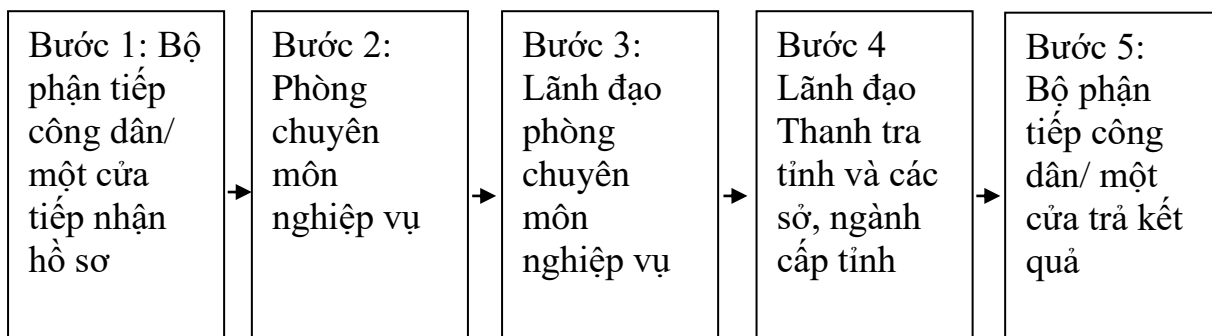 Bước 1: Bộ
phận tiếp
công dân/
một cửa
tiếp nhận
hồ sơ
Bước 2:
Phòng
chuyên
môn
nghiệp vụ
Bước 3:
Lãnh đạo
phòng
chuyên
môn
nghiệp vụ
Bước 4
Lãnh đạo
Thanh tra
tỉnh và các
sở, ngành
cấp tỉnh
Bước 5:
Bộ phận
tiếp công
dân/ một
cửa trả kết
quả